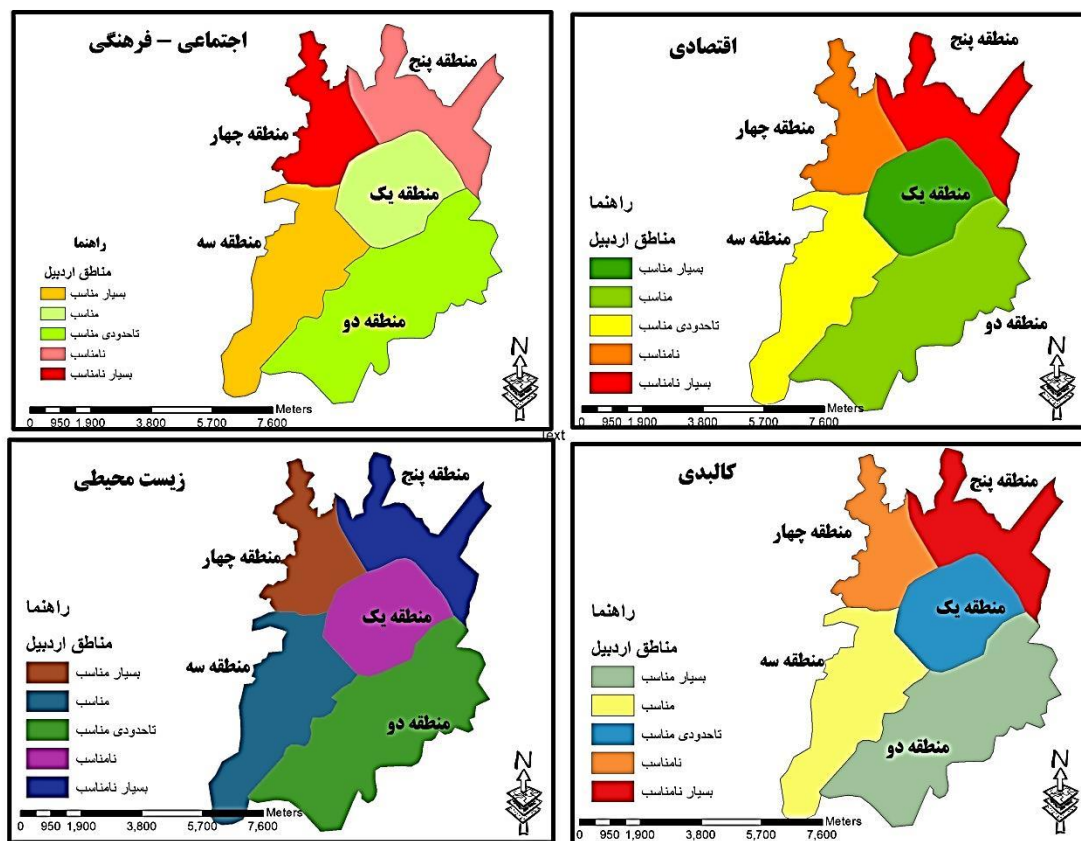 اجتماعی - فرهنگی
منطقه پنج
منطقه چهار
منطقه یک
منطقه سه
منطقه دو
راهنما
مناطق اردبیل
بسیار مناسب
مناسب
تاحدودی مناسب
نامناسب
بسیار نامناسب
N
Meters
0 950 1,900 3,800 5,700 7,600
اقتصادی
منطقه پنج
منطقه چهار
منطقه یک
منطقه سه
منطقه دو
راهنما
مناطق اردبیل
بسیار مناسب
مناسب
تاحدودی مناسب
نامناسب
بسیار نامناسب
N
Meters
0 950 1,900 3,800 5,700 7,600
Text
زیست محیطی
منطقه پنج
منطقه چهار
منطقه یک
منطقه سه
منطقه دو
راهنما
مناطق اردبیل
بسیار مناسب
مناسب
تاحدودی مناسب
نامناسب
بسیار نامناسب
N
Meters
0 950 1,900 3,800 5,700 7,600
کالبدی
منطقه پنج
منطقه چهار
منطقه یک
منطقه سه
منطقه دو
راهنما
مناطق اردبیل
بسیار مناسب
مناسب
تاحدودی مناسب
نامناسب
بسیار نامناسب
N
Meters
0 950 1,900 3,800 5,700 7,600